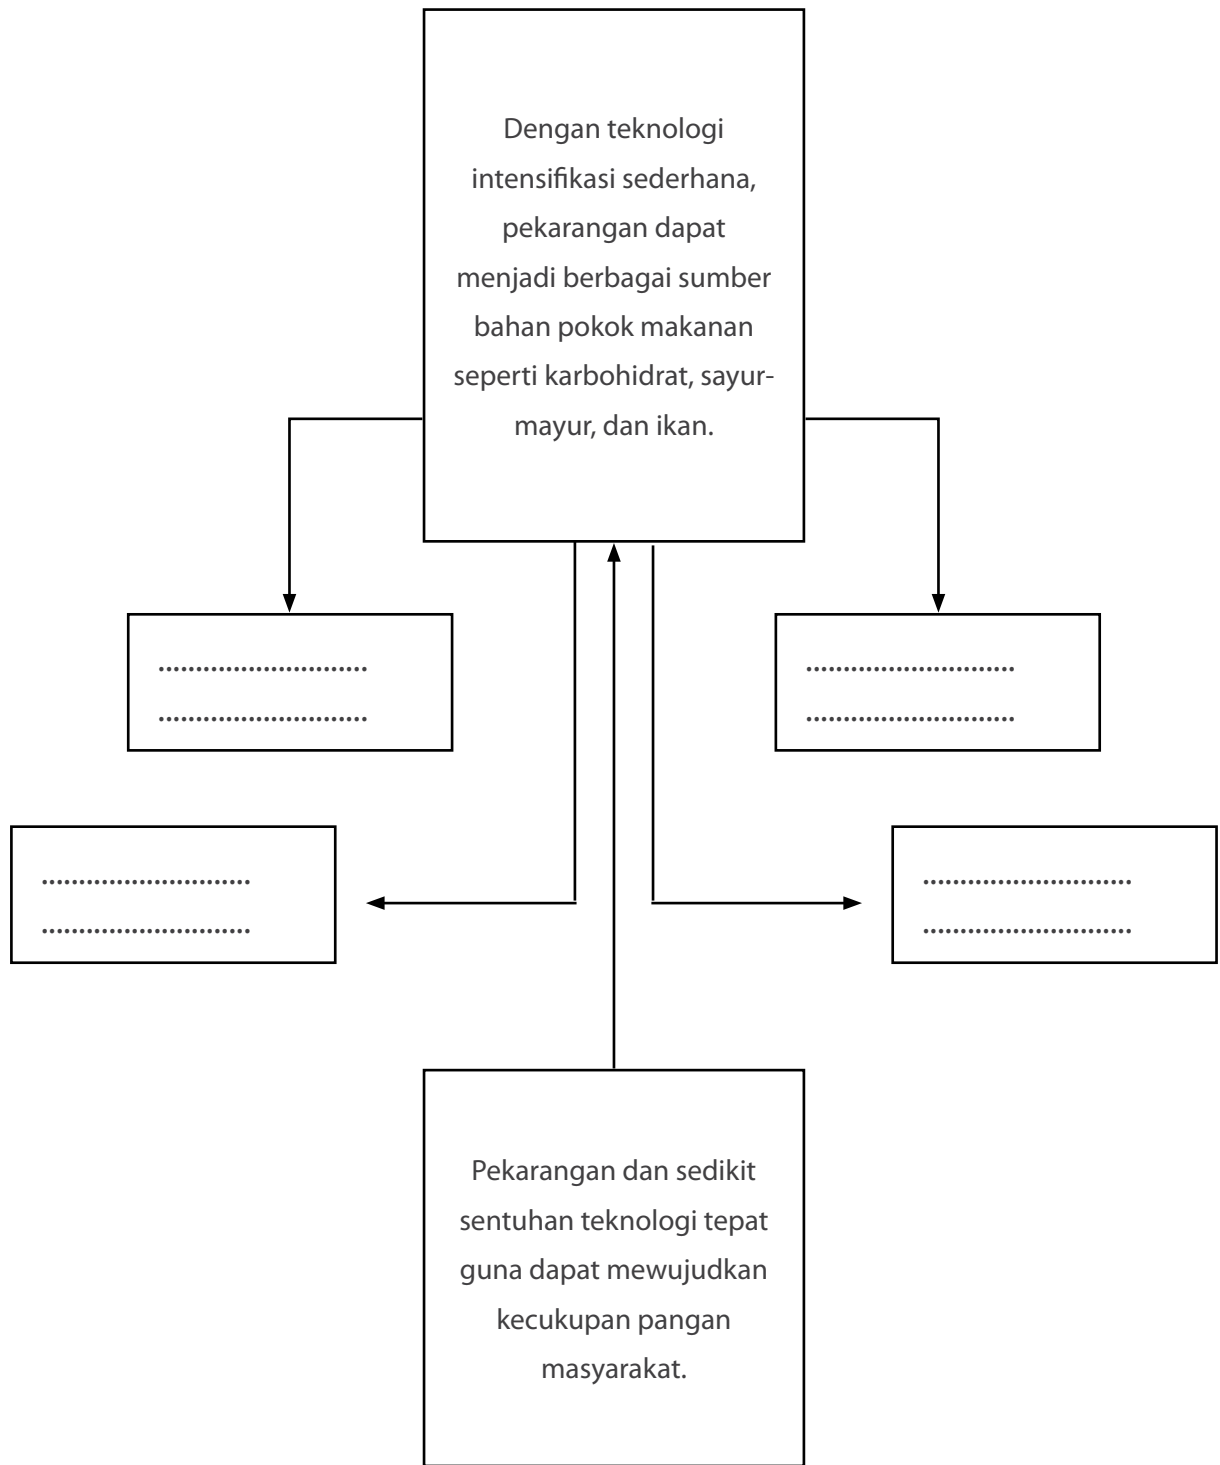 Dengan teknologi
intensifikasi sederhana,
pekarangan dapat
menjadi berbagai sumber
bahan pokok makanan
seperti karbohidrat, sayur-
mayur, dan ikan.
............................
............................
............................
............................
............................
............................
............................
............................
Pekarangan dan sedikit
sentuhan teknologi tepat
guna dapat mewujudkan
kecukupan pangan
masyarakat.